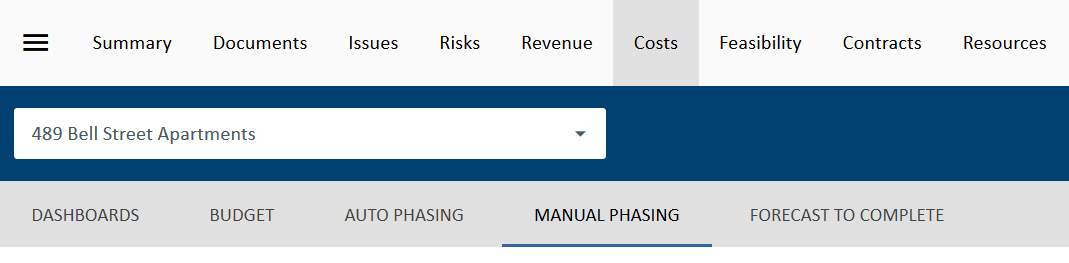 Summary Documents Issues Risks Revenue Costs Feasibility Contracts Resources
489 Bell Street Apartments
DASHBOARDS BUDGET AUTO PHASING MANUAL PHASING FORECAST TO COMPLETE